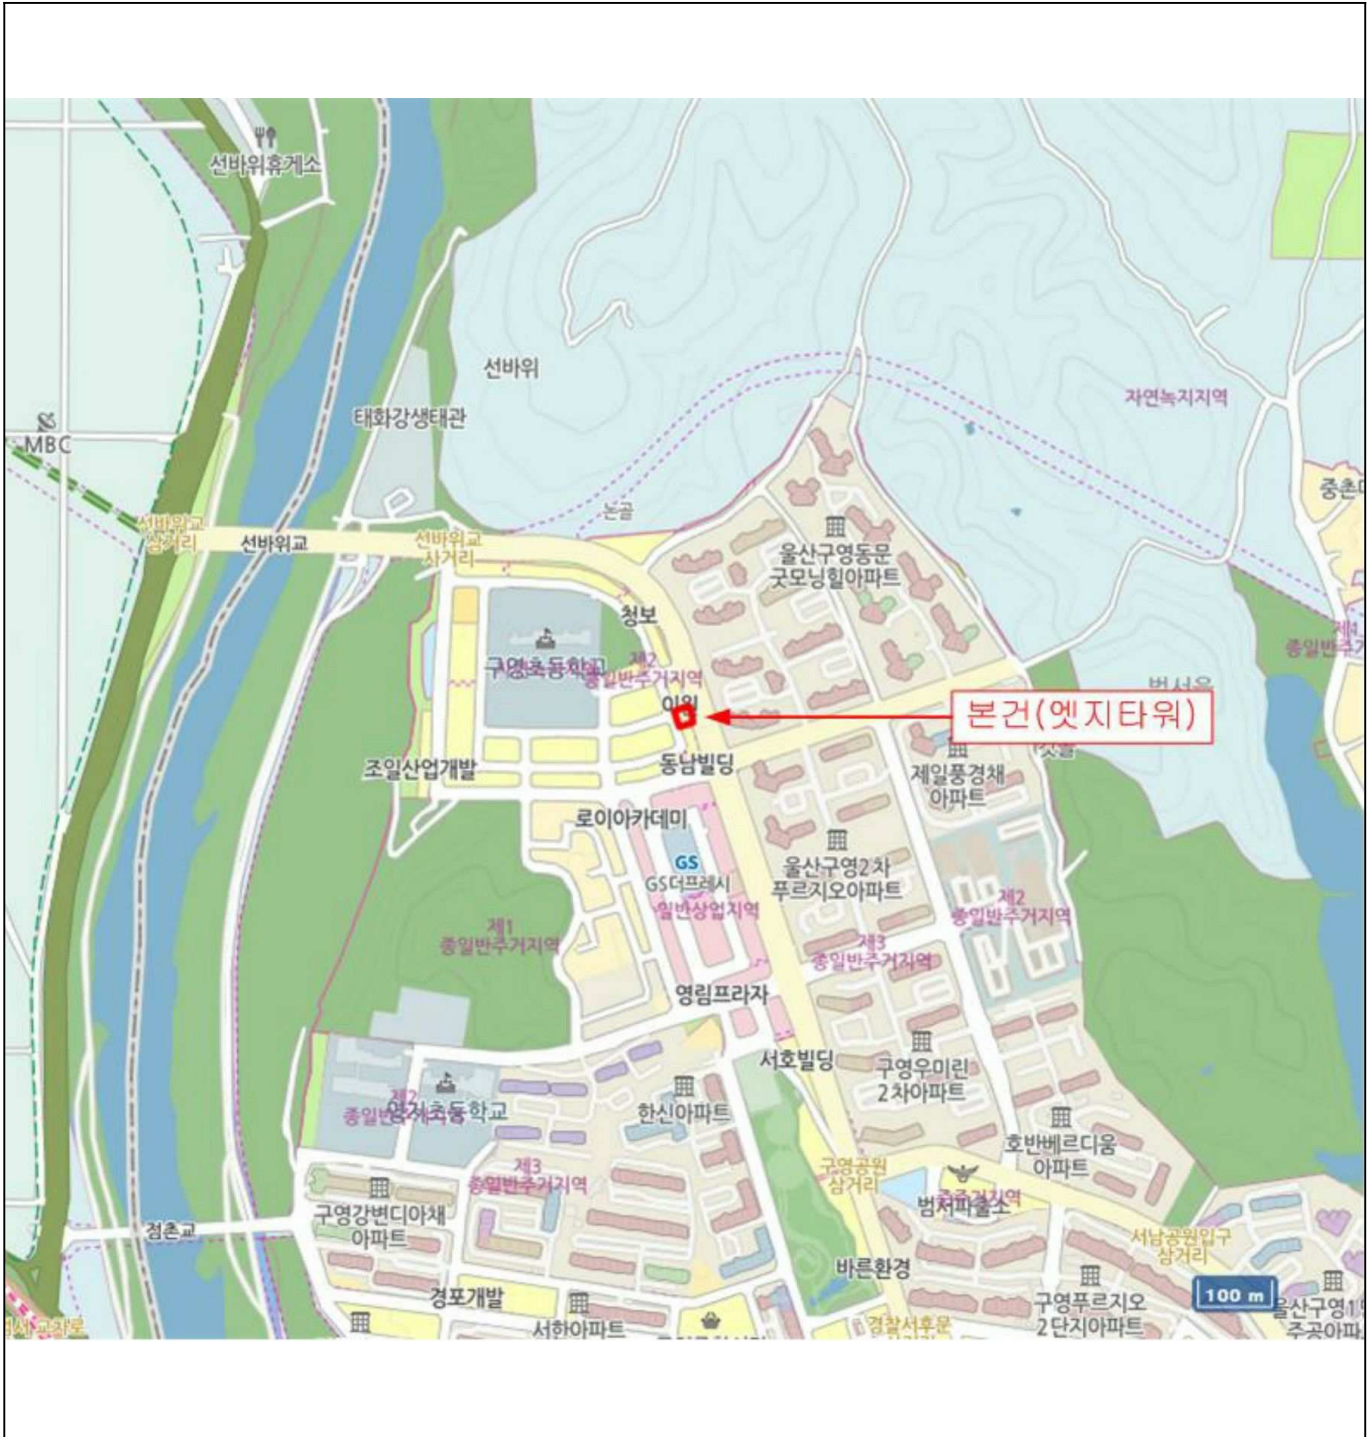 선바위휴게소
선바위
자연녹지지역
태화강생태관
MBC
논골
선바위교
삼거리
선바위교
선바위교
사거리
울산구영동문
굿모닝힐아파트
청보
구영초등학교
제2
종일반주거지역
이원
본건(엣지타워)
동남빌딩
조일산업개발
제일풍경채
아파트
로이아카데미
GS
GS더프레시
일반상업지역
울산구영2차
푸르지오아파트
제2
종일반주거지역
제1
종일반주거지역
제3
종일반주거지역
영림프라자
서호빌딩
구영우미린
2차아파트
한신아파트
호반베르디움
아파트
제3
종일반주거지역
구영공원
삼거리
범서파출소
구영강변디아채
아파트
점촌교
서남공원입구
삼거리
바른환경
경포개발
서한아파트
구영푸르지오
2단지아파트
100 m
경찰서후문